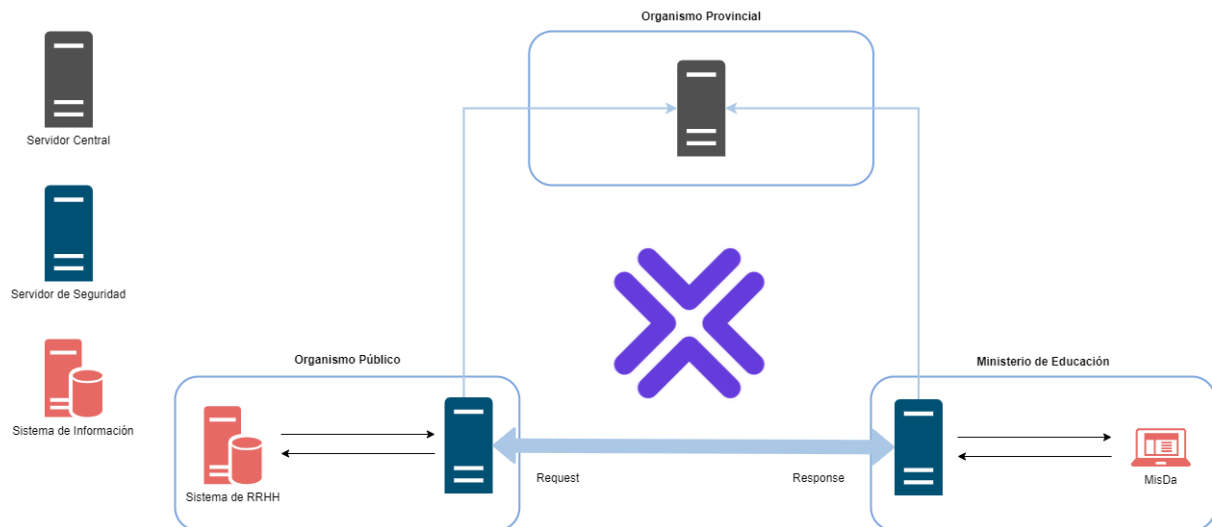 Organismo Provincial
Servidor Central
Servidor de Seguridad
Organismo Público
Ministerio de Educación
Sistema de Información
Request
Response
Sistema de RRHH
MisDa